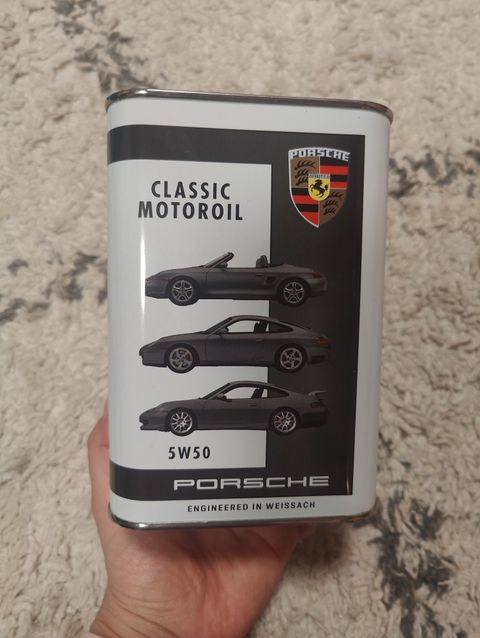 PORSCHE
CLASSIC
MOTOROIL
5W50
PORSCHE
ENGINEERED IN WEISSACH